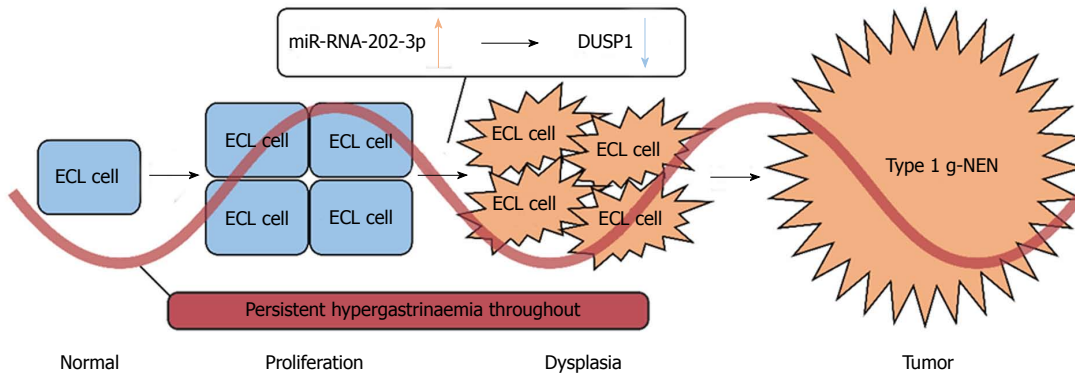 miR-RNA-202-3p
DUSP1
ECL cell
ECL cell
ECL cell
ECL cell
ECL cell
ECL cell
ECL cell
ECL cell
ECL cell
Type 1 g-NEN
Persistent hypergastrinaemia throughout
Normal
Proliferation
Dysplasia
Tumor